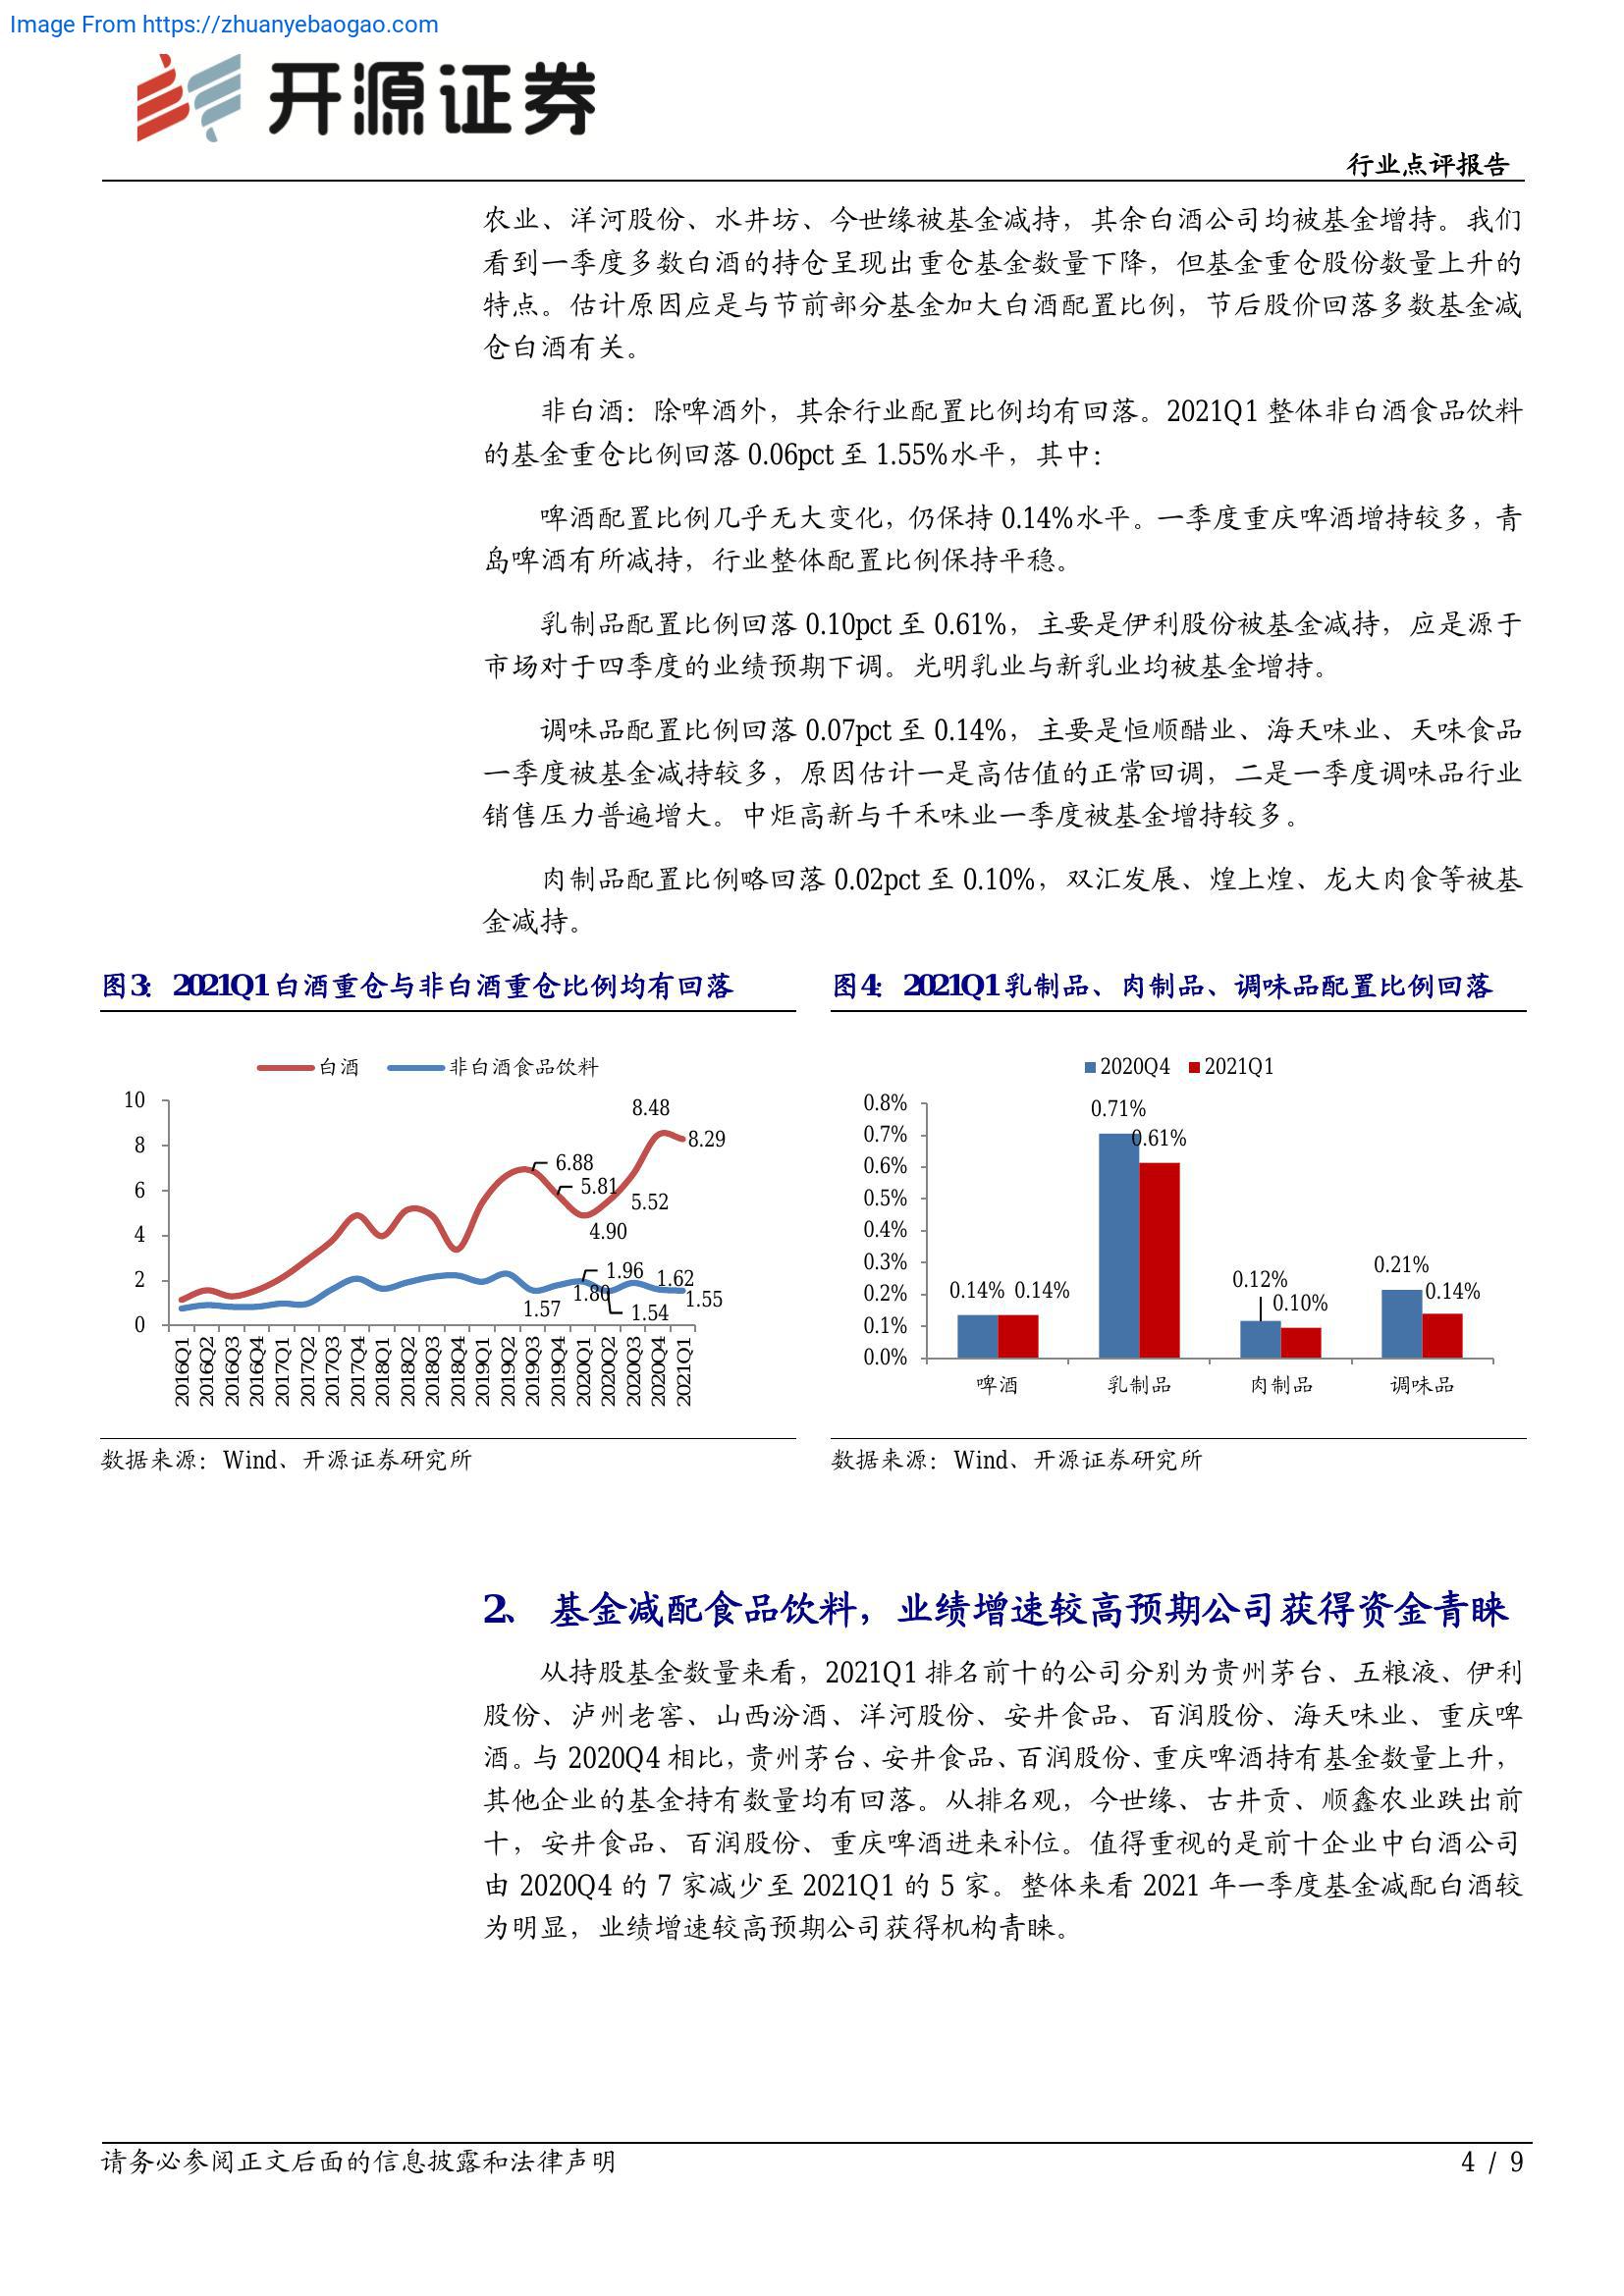 Image From https://zhuanyebaogao.com
开源证券
行业点评报告
农业、洋河股份、水井坊、今世缘被基金减持，其余白酒公司均被基金增持。我们
看到一季度多数白酒的持仓呈现出重仓基金数量下降，但基金重仓股份数量上升的
特点。估计原因应是与节前部分基金加大白酒配置比例，节后股价回落多数基金减
仓白酒有关。
非白酒：除啤酒外，其余行业配置比例均有回落。2021Q1 整体非白酒食品饮料
的基金重仓比例回落 0.06pct 至 1.55%水平，其中：
啤酒配置比例几乎无大变化，仍保持 0.14%水平。一季度重庆啤酒增持较多，青
岛啤酒有所减持，行业整体配置比例保持平稳。
乳制品配置比例回落 0.10pct 至 0.61%，主要是伊利股份被基金减持，应是源于
市场对于四季度的业绩预期下调。光明乳业与新乳业均被基金增持。
调味品配置比例回落 0.07pct 至 0.14%，主要是恒顺醋业、海天味业、天味食品
一季度被基金减持较多，原因估计一是高估值的正常回调，二是一季度调味品行业
销售压力普遍增大。中炬高新与千禾味业一季度被基金增持较多。
肉制品配置比例略回落 0.02pct 至 0.10%，双汇发展、煌上煌、龙大肉食等被基
金减持。
图3： 2021Q1 白酒重仓与非白酒重仓比例均有回落
白酒 非白酒食品饮料
10
8
6
4
2
0
8.48
8.29
6.88
5.81
5.52
4.90
1.96
1.62
1.80
1.55
1.57
1.54
2016Q1
2016Q2
2016Q3
2016Q4
2017Q1
2017Q2
2017Q3
2017Q4
2018Q1
2018Q2
2018Q3
2018Q4
2019Q1
2019Q2
2019Q3
2019Q4
2020Q1
2020Q2
2020Q3
2020Q4
2021Q1
数据来源：Wind、开源证券研究所
图4： 2021Q1 乳制品、肉制品、调味品配置比例回落
2020Q4 2021Q1
0.8%
0.7%
0.6%
0.5%
0.4%
0.3%
0.2%
0.1%
0.0%
0.71%
0.61%
0.14% 0.14%
0.12%
0.10%
0.21%
0.14%
啤酒 乳制品 肉制品 调味品
数据来源：Wind、开源证券研究所
2、 基金减配食品饮料，业绩增速较高预期公司获得资金青睐
从持股基金数量来看，2021Q1 排名前十的公司分别为贵州茅台、五粮液、伊利
股份、泸州老窖、山西汾酒、洋河股份、安井食品、百润股份、海天味业、重庆啤
酒。与 2020Q4 相比，贵州茅台、安井食品、百润股份、重庆啤酒持有基金数量上升，
其他企业的基金持有数量均有回落。从排名观，今世缘、古井贡、顺鑫农业跌出前
十，安井食品、百润股份、重庆啤酒进来补位。值得重视的是前十企业中白酒公司
由 2020Q4 的 7 家减少至 2021Q1 的 5 家。整体来看 2021 年一季度基金减配白酒较
为明显，业绩增速较高预期公司获得机构青睐。
请务必参阅正文后面的信息披露和法律声明
4 / 9